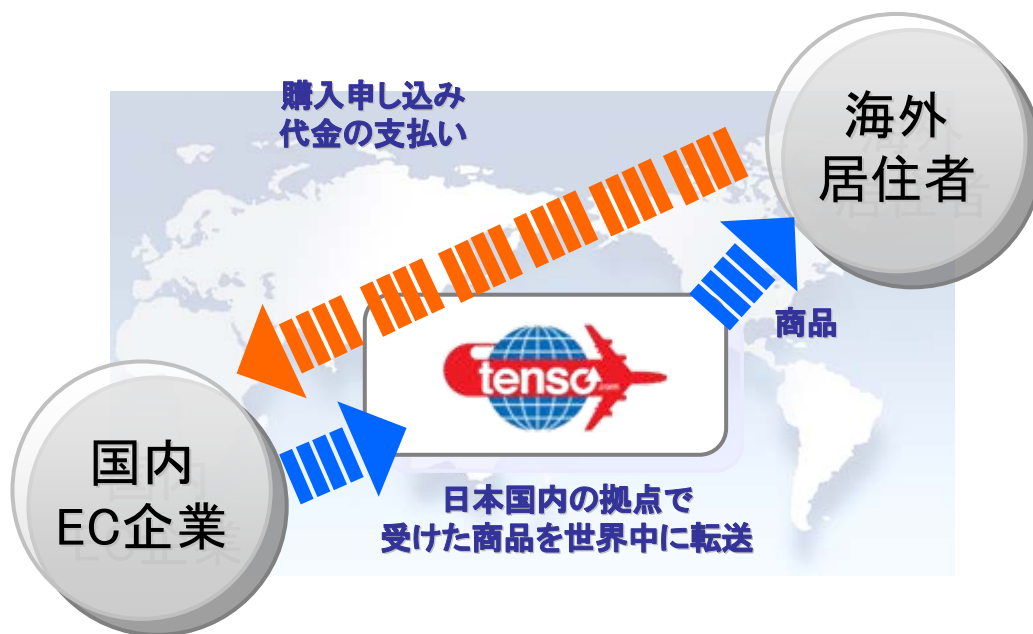 購入申し込み
代金の支払い
海外
居住者
商品
tenso.com
国内
EC企業
日本国内の拠点で
受けた商品を世界中に転送